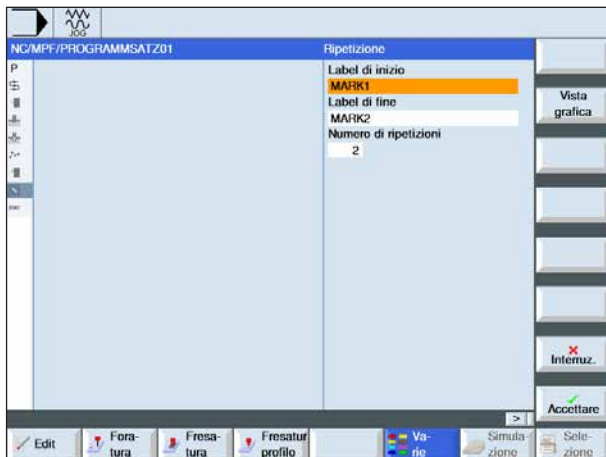 JOG
NC/MPF/PROGRAMMSATZ01
Ripetizione
P
Label di inizio
MARK1
Label di fine
MARK2
Numero di ripetizioni
2
END
Vista
grafica
Interruz.
Accettare
>
Edit
Fora-
tura
Fresa-
tura
Fresatur
profilo
Va-
rie
Simula-
zione
Sele-
zione